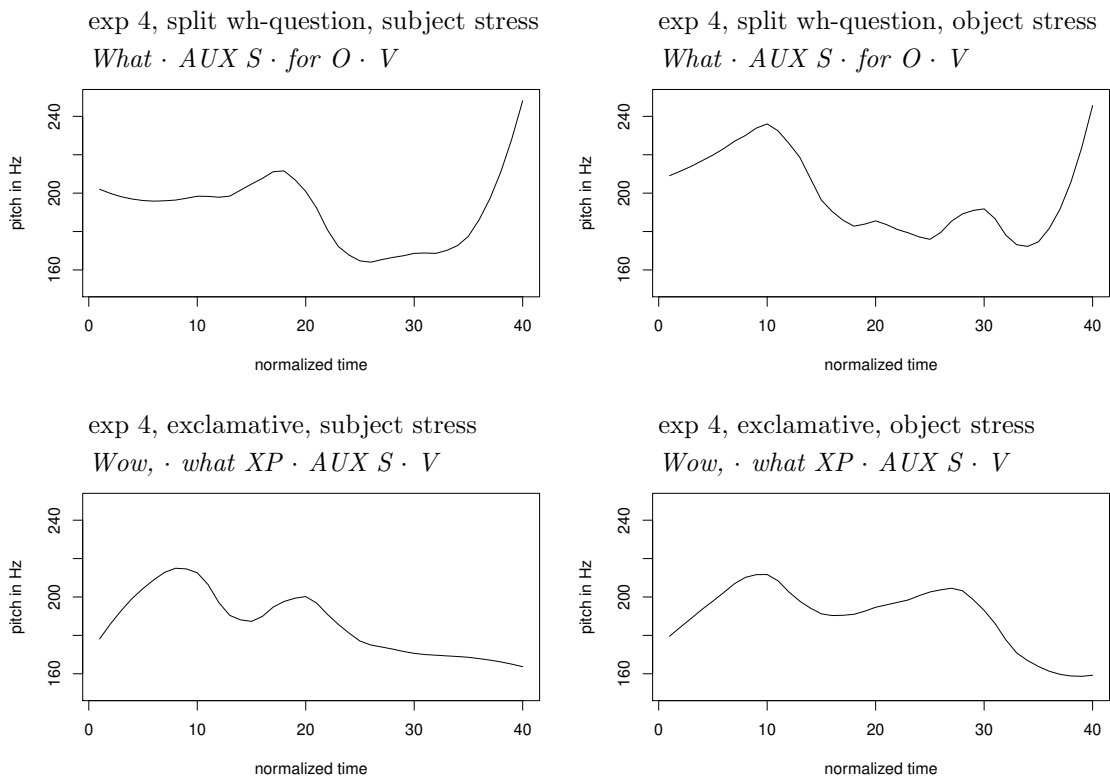 exp 4, split wh-question, subject stress
What · AUX S · for O · V
240
200
160
pitch in Hz
0 10 20 30 40
normalized time
exp 4, split wh-question, object stress
What · AUX S · for O · V
240
200
160
pitch in Hz
0 10 20 30 40
normalized time
exp 4, exclamative, subject stress
Wow, · what XP · AUX S · V
240
200
160
pitch in Hz
0 10 20 30 40
normalized time
exp 4, exclamative, object stress
Wow, · what XP · AUX S · V
240
200
160
pitch in Hz
0 10 20 30 40
normalized time